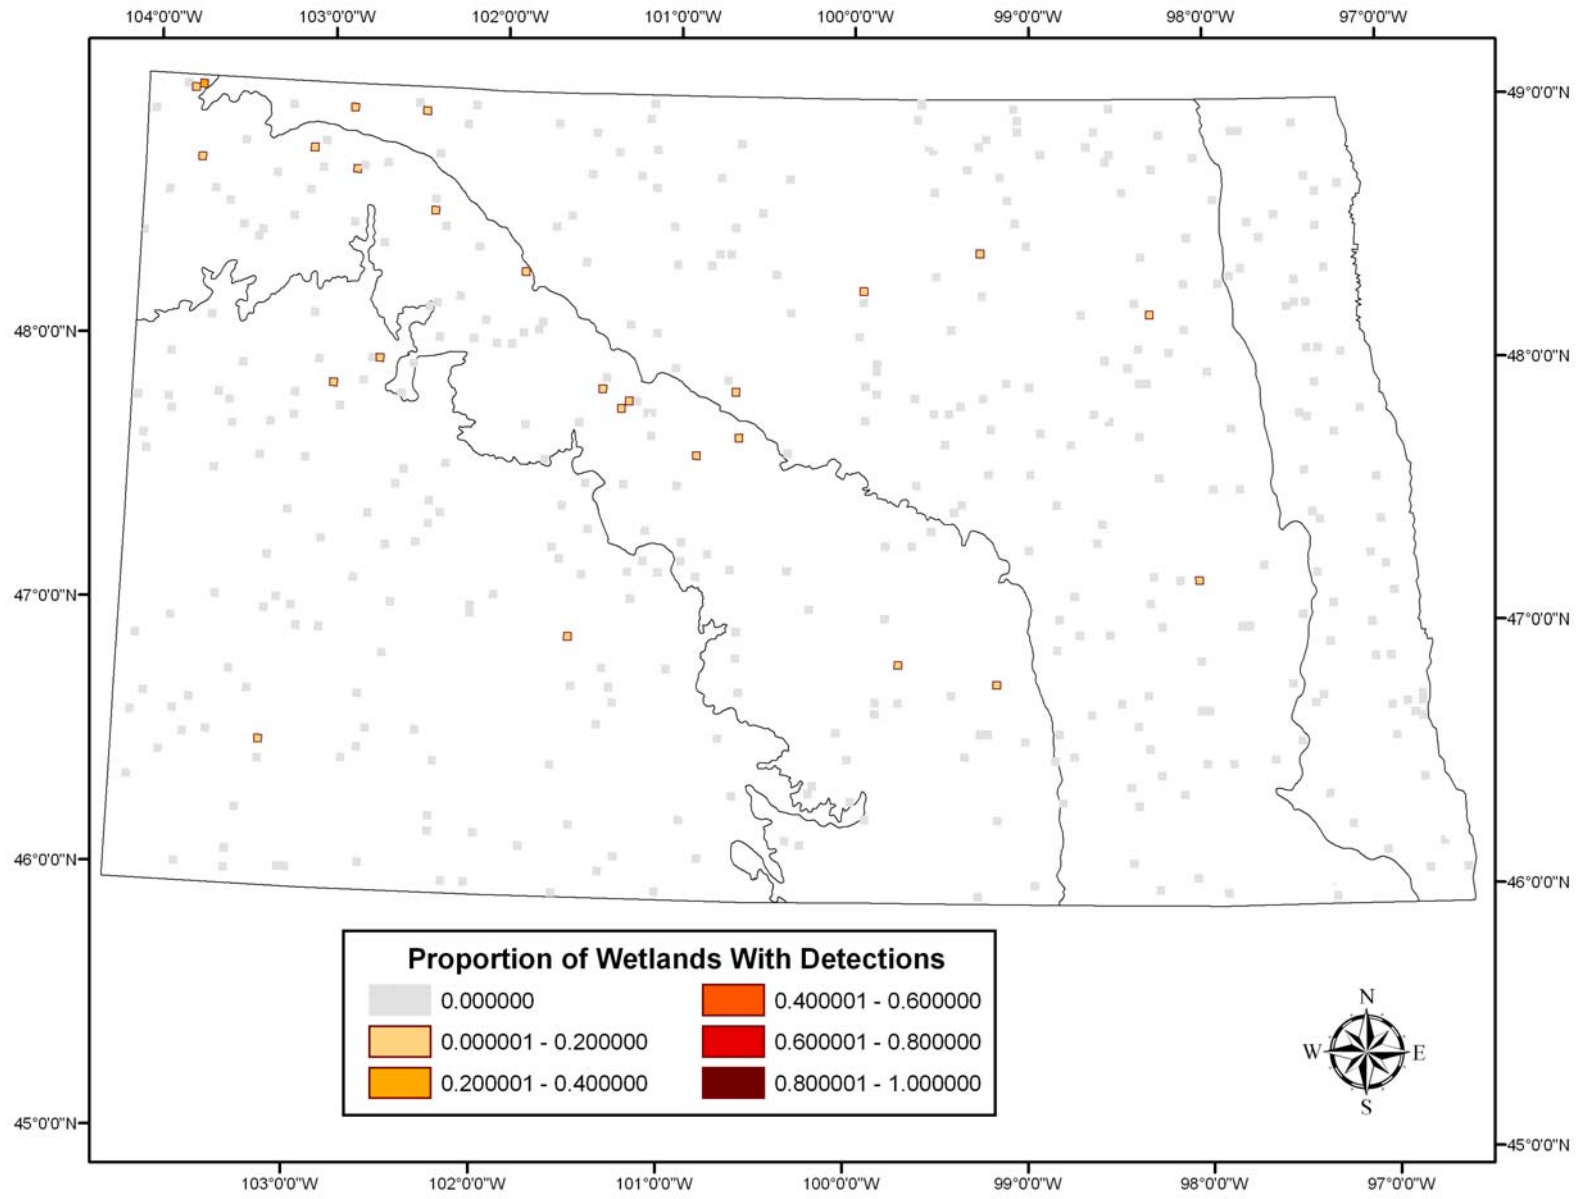 104°0'0"W 103°0'0"W 102°0'0"W 101°0'0"W 100°0'0"W 99°0'0"W 98°0'0"W 97°0'0"W
49°0'0"N
48°0'0"N
48°0'0"N
47°0'0"N
47°0'0"N
46°0'0"N
46°0'0"N
Proportion of Wetlands With Detections
0.000000 0.400001 - 0.600000
0.000001 - 0.200000 0.600001 - 0.800000
0.200001 - 0.400000 0.800001 - 1.000000
N
W E
S
45°0'0"N
45°0'0"N
103°0'0"W 102°0'0"W 101°0'0"W 100°0'0"W 99°0'0"W 98°0'0"W 97°0'0"W